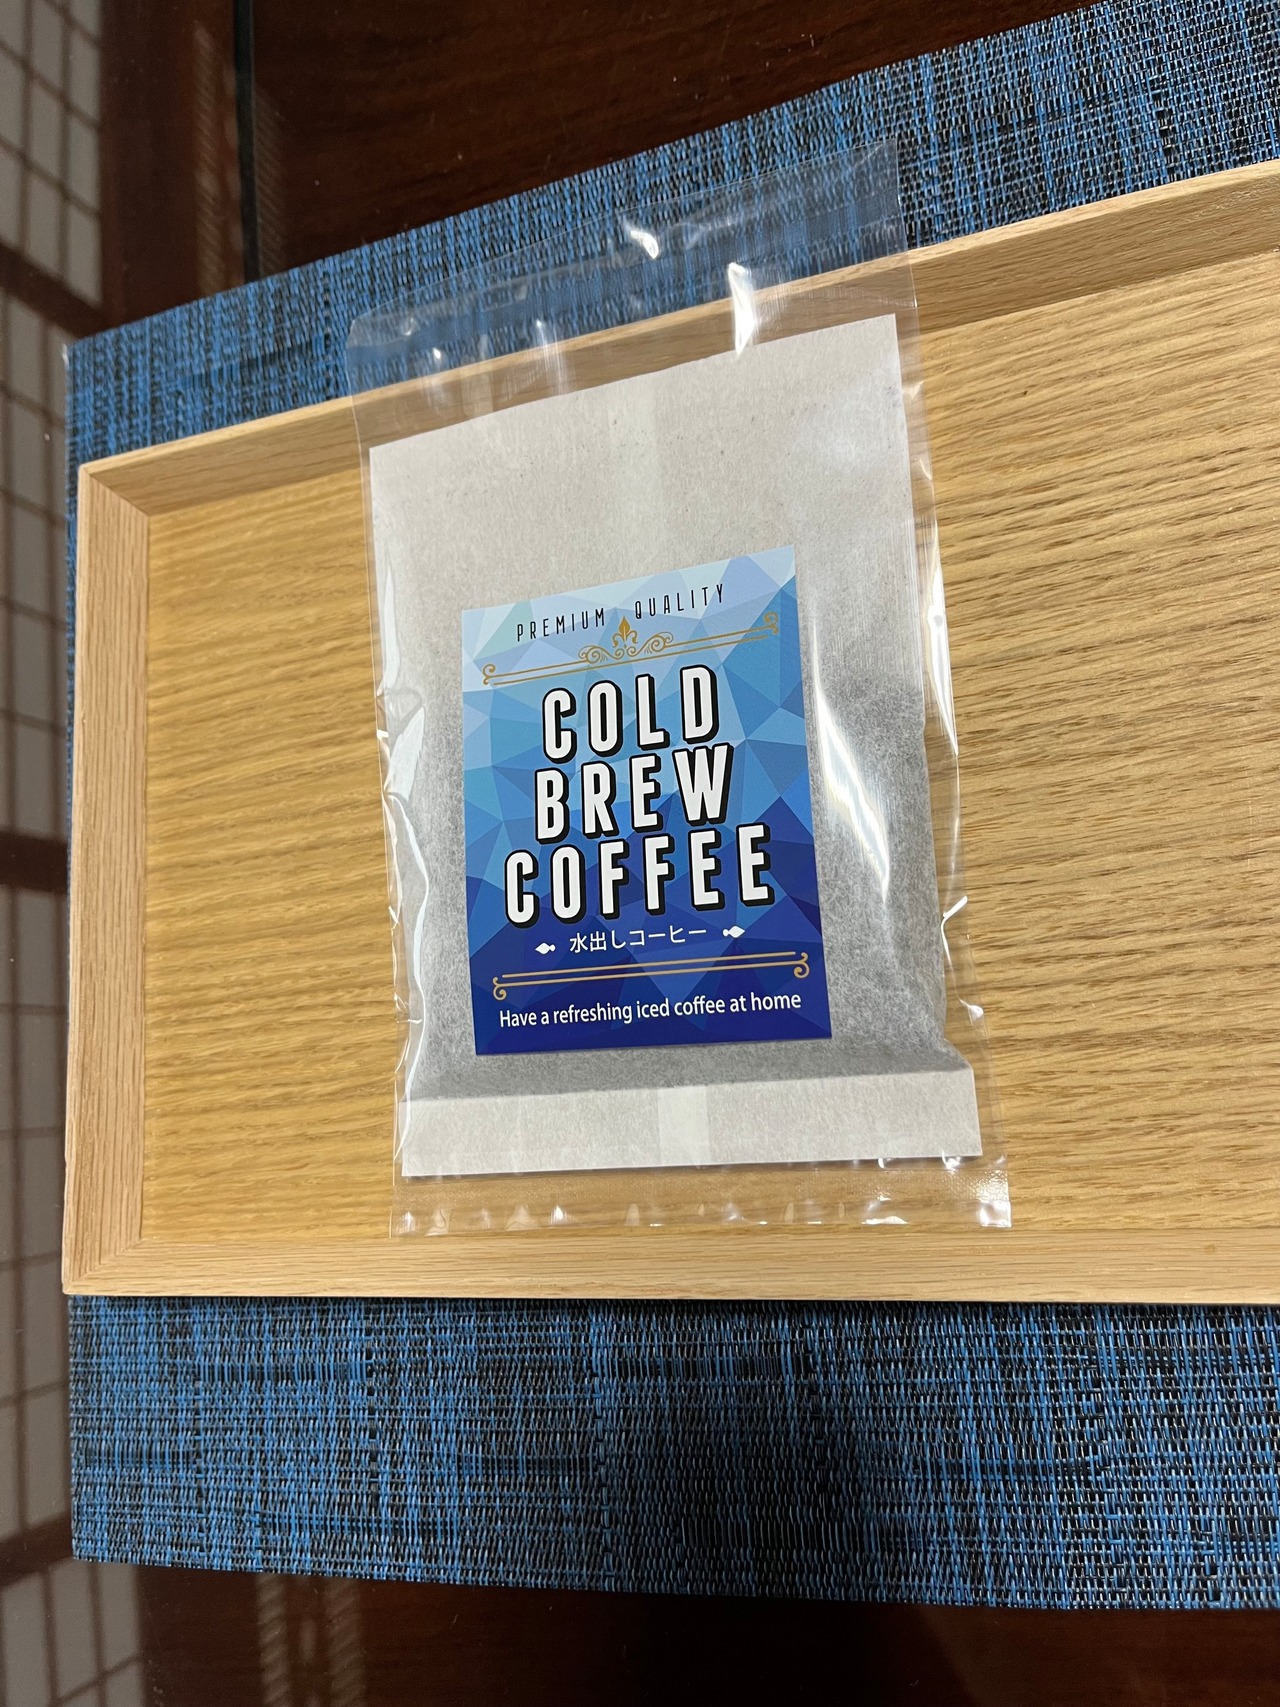 PREMIUM QUALITY
COLD
BREW
COFFEE
水出しコーヒー
Have a refreshing iced coffee at home